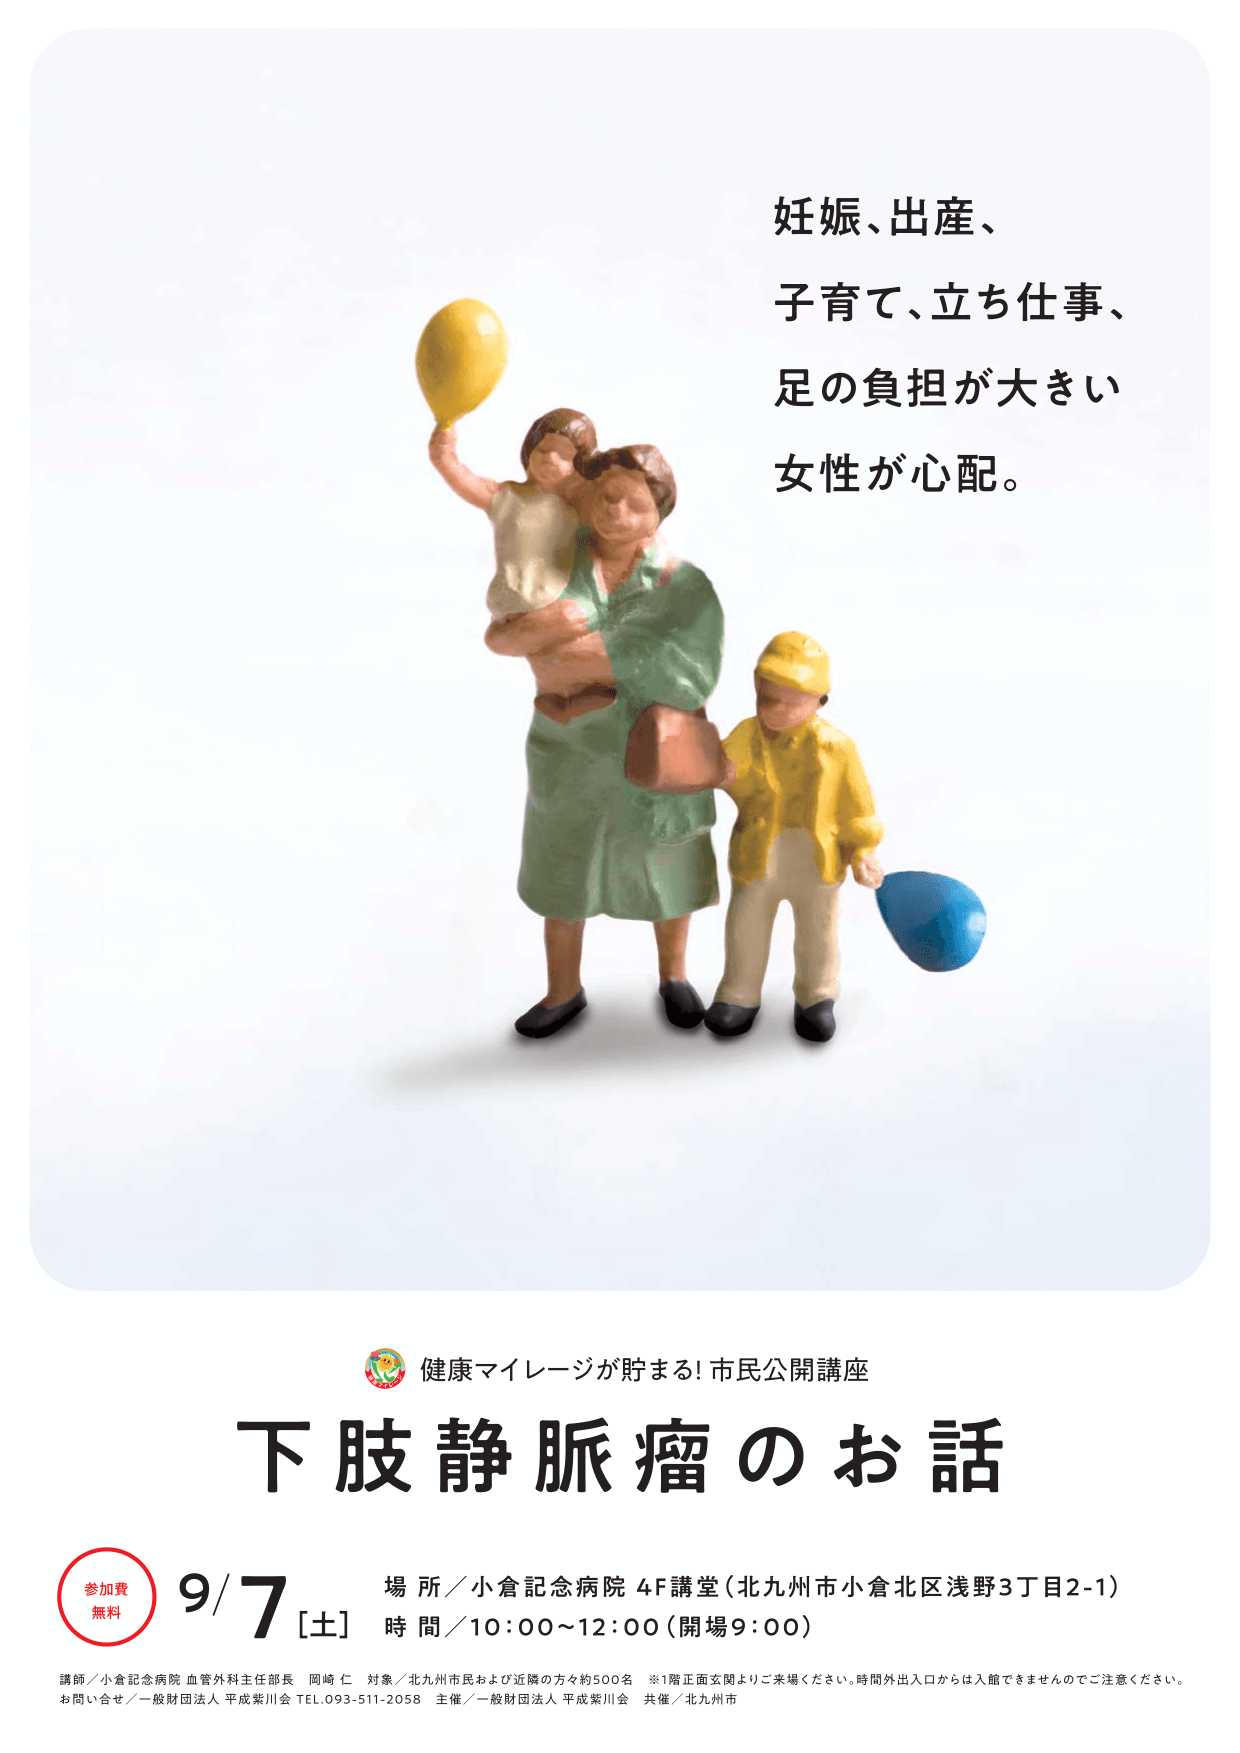 妊娠、出産、
子育て、立ち仕事、
足の負担が大きい
女性が心配。
健康マイレージが貯まる! 市民公開講座
下肢静脈瘤のお話
参加費
無料
9/7[土]
場 所／小倉記念病院 4F講堂(北九州市小倉北区浅野3丁目2-1)
時 間／10:00~12:00(開場9:00)
講師／小倉記念病院 血管外科主任部長 岡崎 仁 対象／北九州市民および近隣の方々約500名 ※1階正面玄関よりご来場ください。時間外出入口からは入館できませんのでご注意ください。
お問い合せ／一般財団法人 平成紫川会 TEL.093-511-2058 主催／一般財団法人 平成紫川会 共催／北九州市